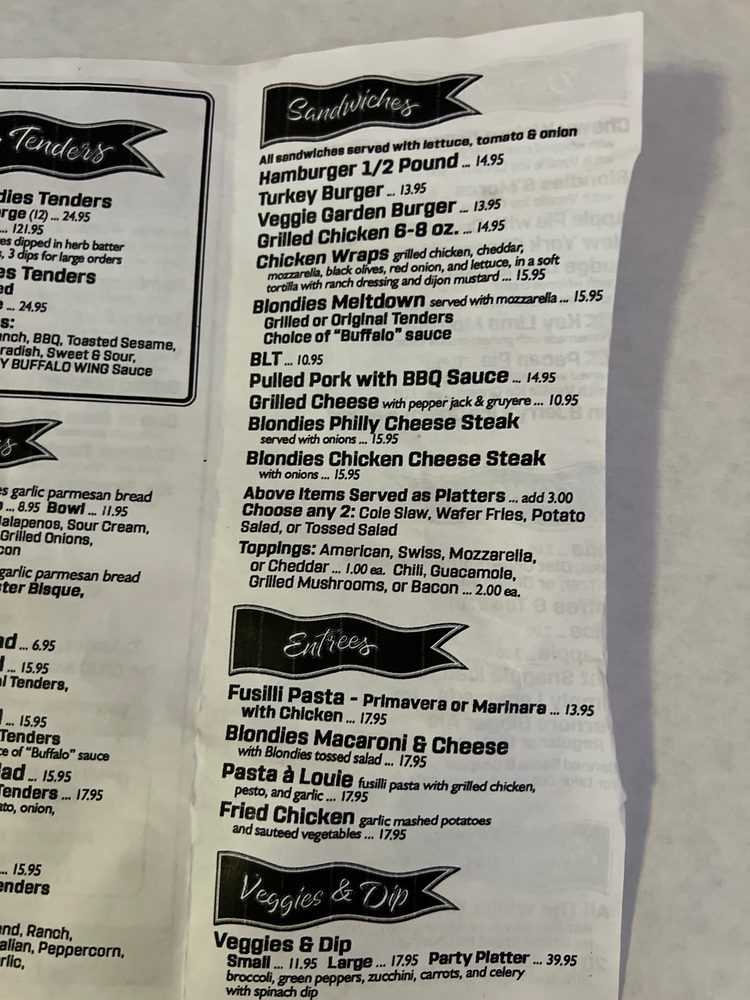 Tenders
dies Tenders
rge (12) ... 24.95
... 121.95
es dipped in herb batter
s, 3 dips for large orders
es Tenders
ed
... 24.95
s:
nch, BBQ, Toasted Sesame,
radish, Sweet & Sour,
Y BUFFALO WING Sauce
es garlic parmesan bread
... 8.95 Bowl ... 11.95
Jalapenos, Sour Cream,
Grilled Onions,
con
garlic parmesan bread
ster Bisque,
ad ... 6.95
... 15.95
al Tenders,
... 15.95
Tenders
ce of "Buffalo" sauce
lad ... 15.95
Tenders ... 17.95
ato, onion,
... 15.95
enders
nd, Ranch,
alian, Peppercorn,
rlic,
Sandwiches
All sandwiches served with lettuce, tomato & onion
Hamburger 1/2 Pound ... 14.95
Turkey Burger ... 13.95
Veggie Garden Burger ... 13.95
Grilled Chicken 6-8 oz. ... 14.95
Chicken Wraps grilled chicken, cheddar,
mozzarella, black olives, red onion, and lettuce, in a soft
tortilla with ranch dressing and dijon mustard ... 15.95
Blondies Meltdown served with mozzarella ... 15.95
Grilled or Original Tenders
Choice of "Buffalo" sauce
BLT ... 10.95
Pulled Pork with BBQ Sauce ... 14.95
Grilled Cheese with pepper jack & gruyere ... 10.95
Blondies Philly Cheese Steak
served with onions ... 15.95
Blondies Chicken Cheese Steak
with onions ... 15.95
Above Items Served as Platters ... add 3.00
Choose any 2: Cole Slaw, Wafer Fries, Potato
Salad, or Tossed Salad
Toppings: American, Swiss, Mozzarella,
or Cheddar ... 1.00 ea. Chili, Guacamole,
Grilled Mushrooms, or Bacon ... 2.00 ea.
Entrees
Fusilli Pasta - Primavera or Marinara ... 13.95
with Chicken ... 17.95
Blondies Macaroni & Cheese
with Blondies tossed salad ... 17.95
Pasta à Louie fusilli pasta with grilled chicken,
pesto, and garlic ... 17.95
Fried Chicken garlic mashed potatoes
and sauteed vegetables ... 17.95
Veggies & Dip
Veggies & Dip
Small ... 11.95 Large ... 17.95 Party Platter ... 39.95
broccoli, green peppers, zucchini, carrots, and celery
with spinach dip